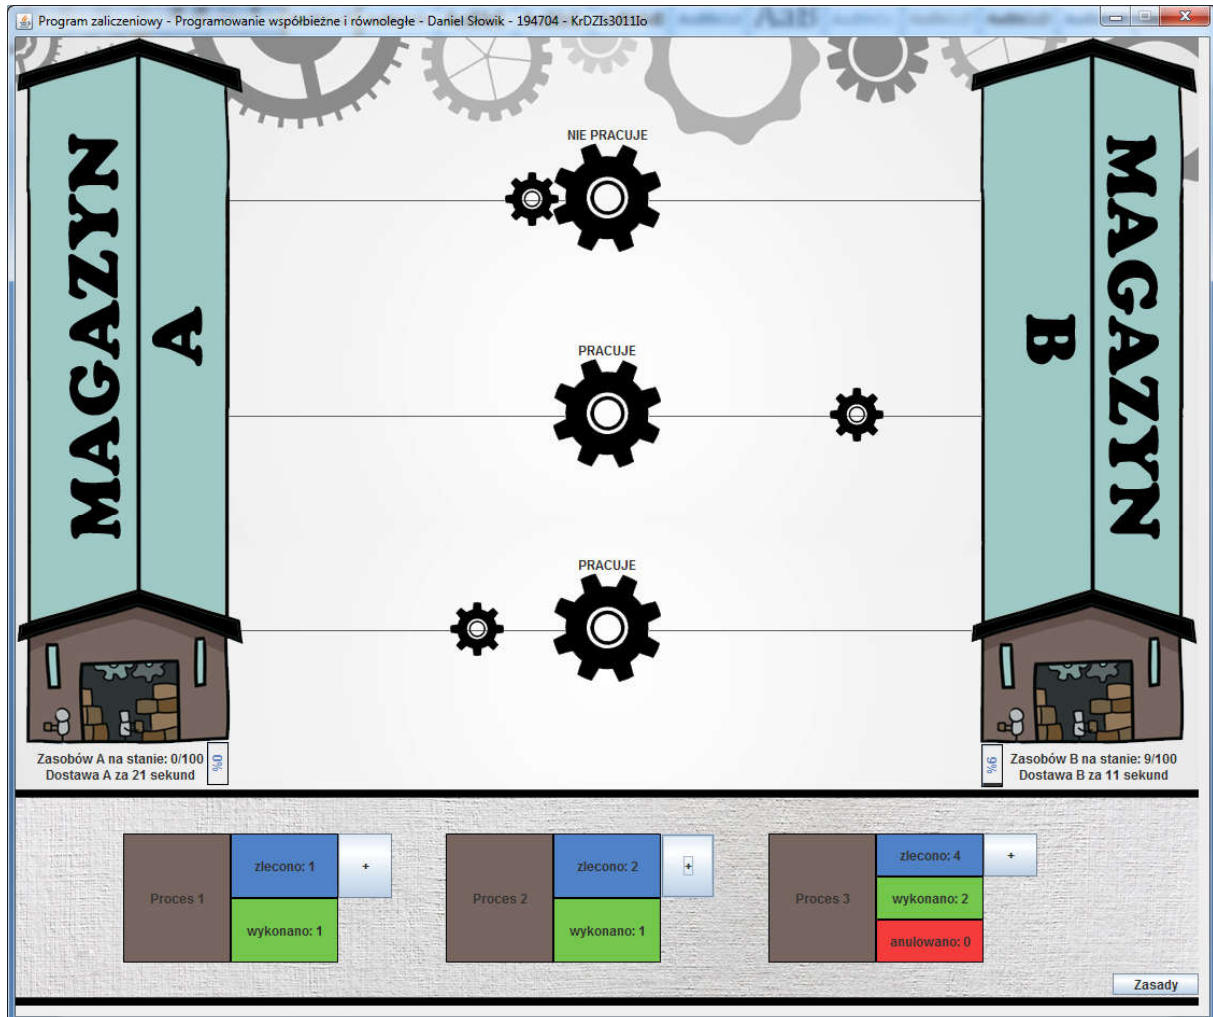 Program zaliczeniowy - Programowanie współbieżne i równoległe - Daniel Słowik - 194704 - KrDZIs3011Io
NIE PRACUJE
MAGAZYN
A
MAGAZYN
B
PRACUJE
PRACUJE
Zasobów A na stanie: 0/100
Dostawa A za 21 sekund
0%
9%
Zasobów B na stanie: 9/100
Dostawa B za 11 sekund
Proces 1
zlecono: 1
+
wykonano: 1
Proces 2
zlecono: 2
+
wykonano: 1
Proces 3
zlecono: 4
+
wykonano: 2
anulowano: 0
Zasady